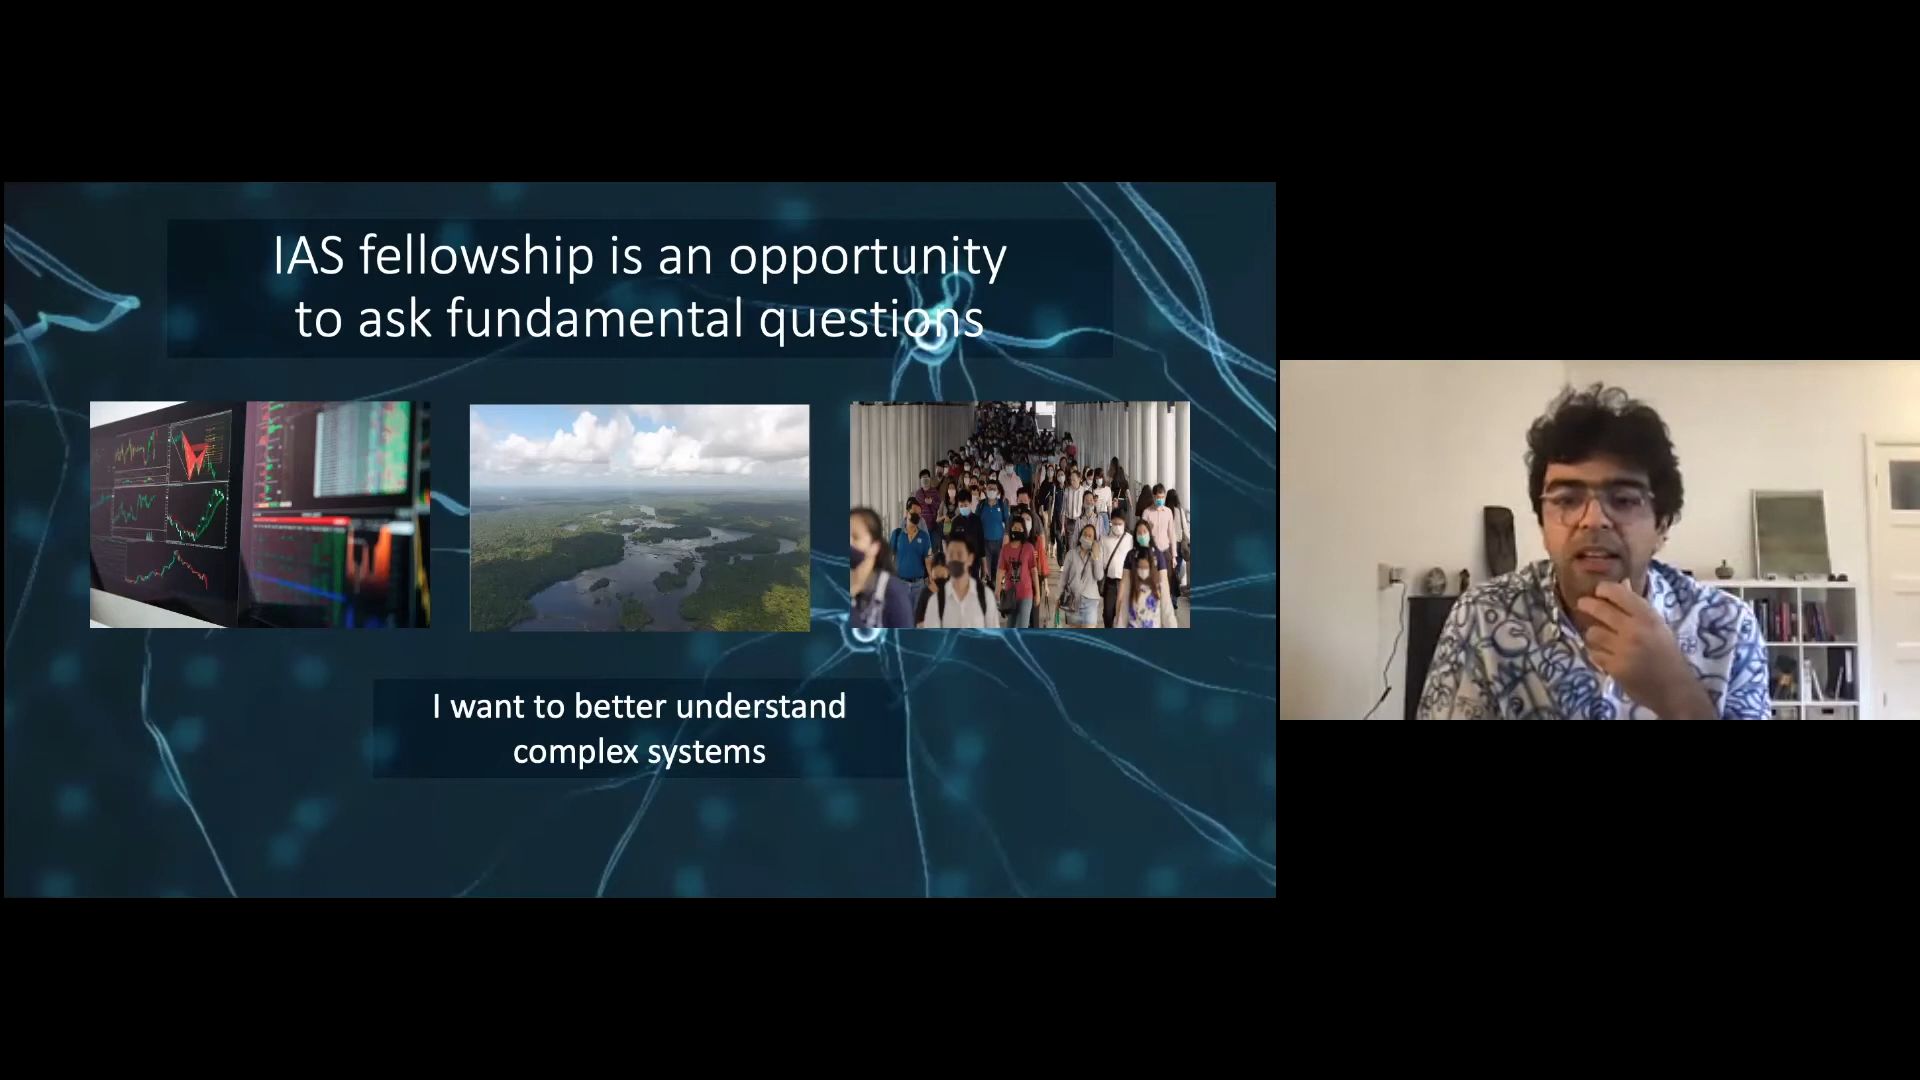 IAS fellowship is an opportunity
to ask fundamental questions
I want to better understand
complex systems